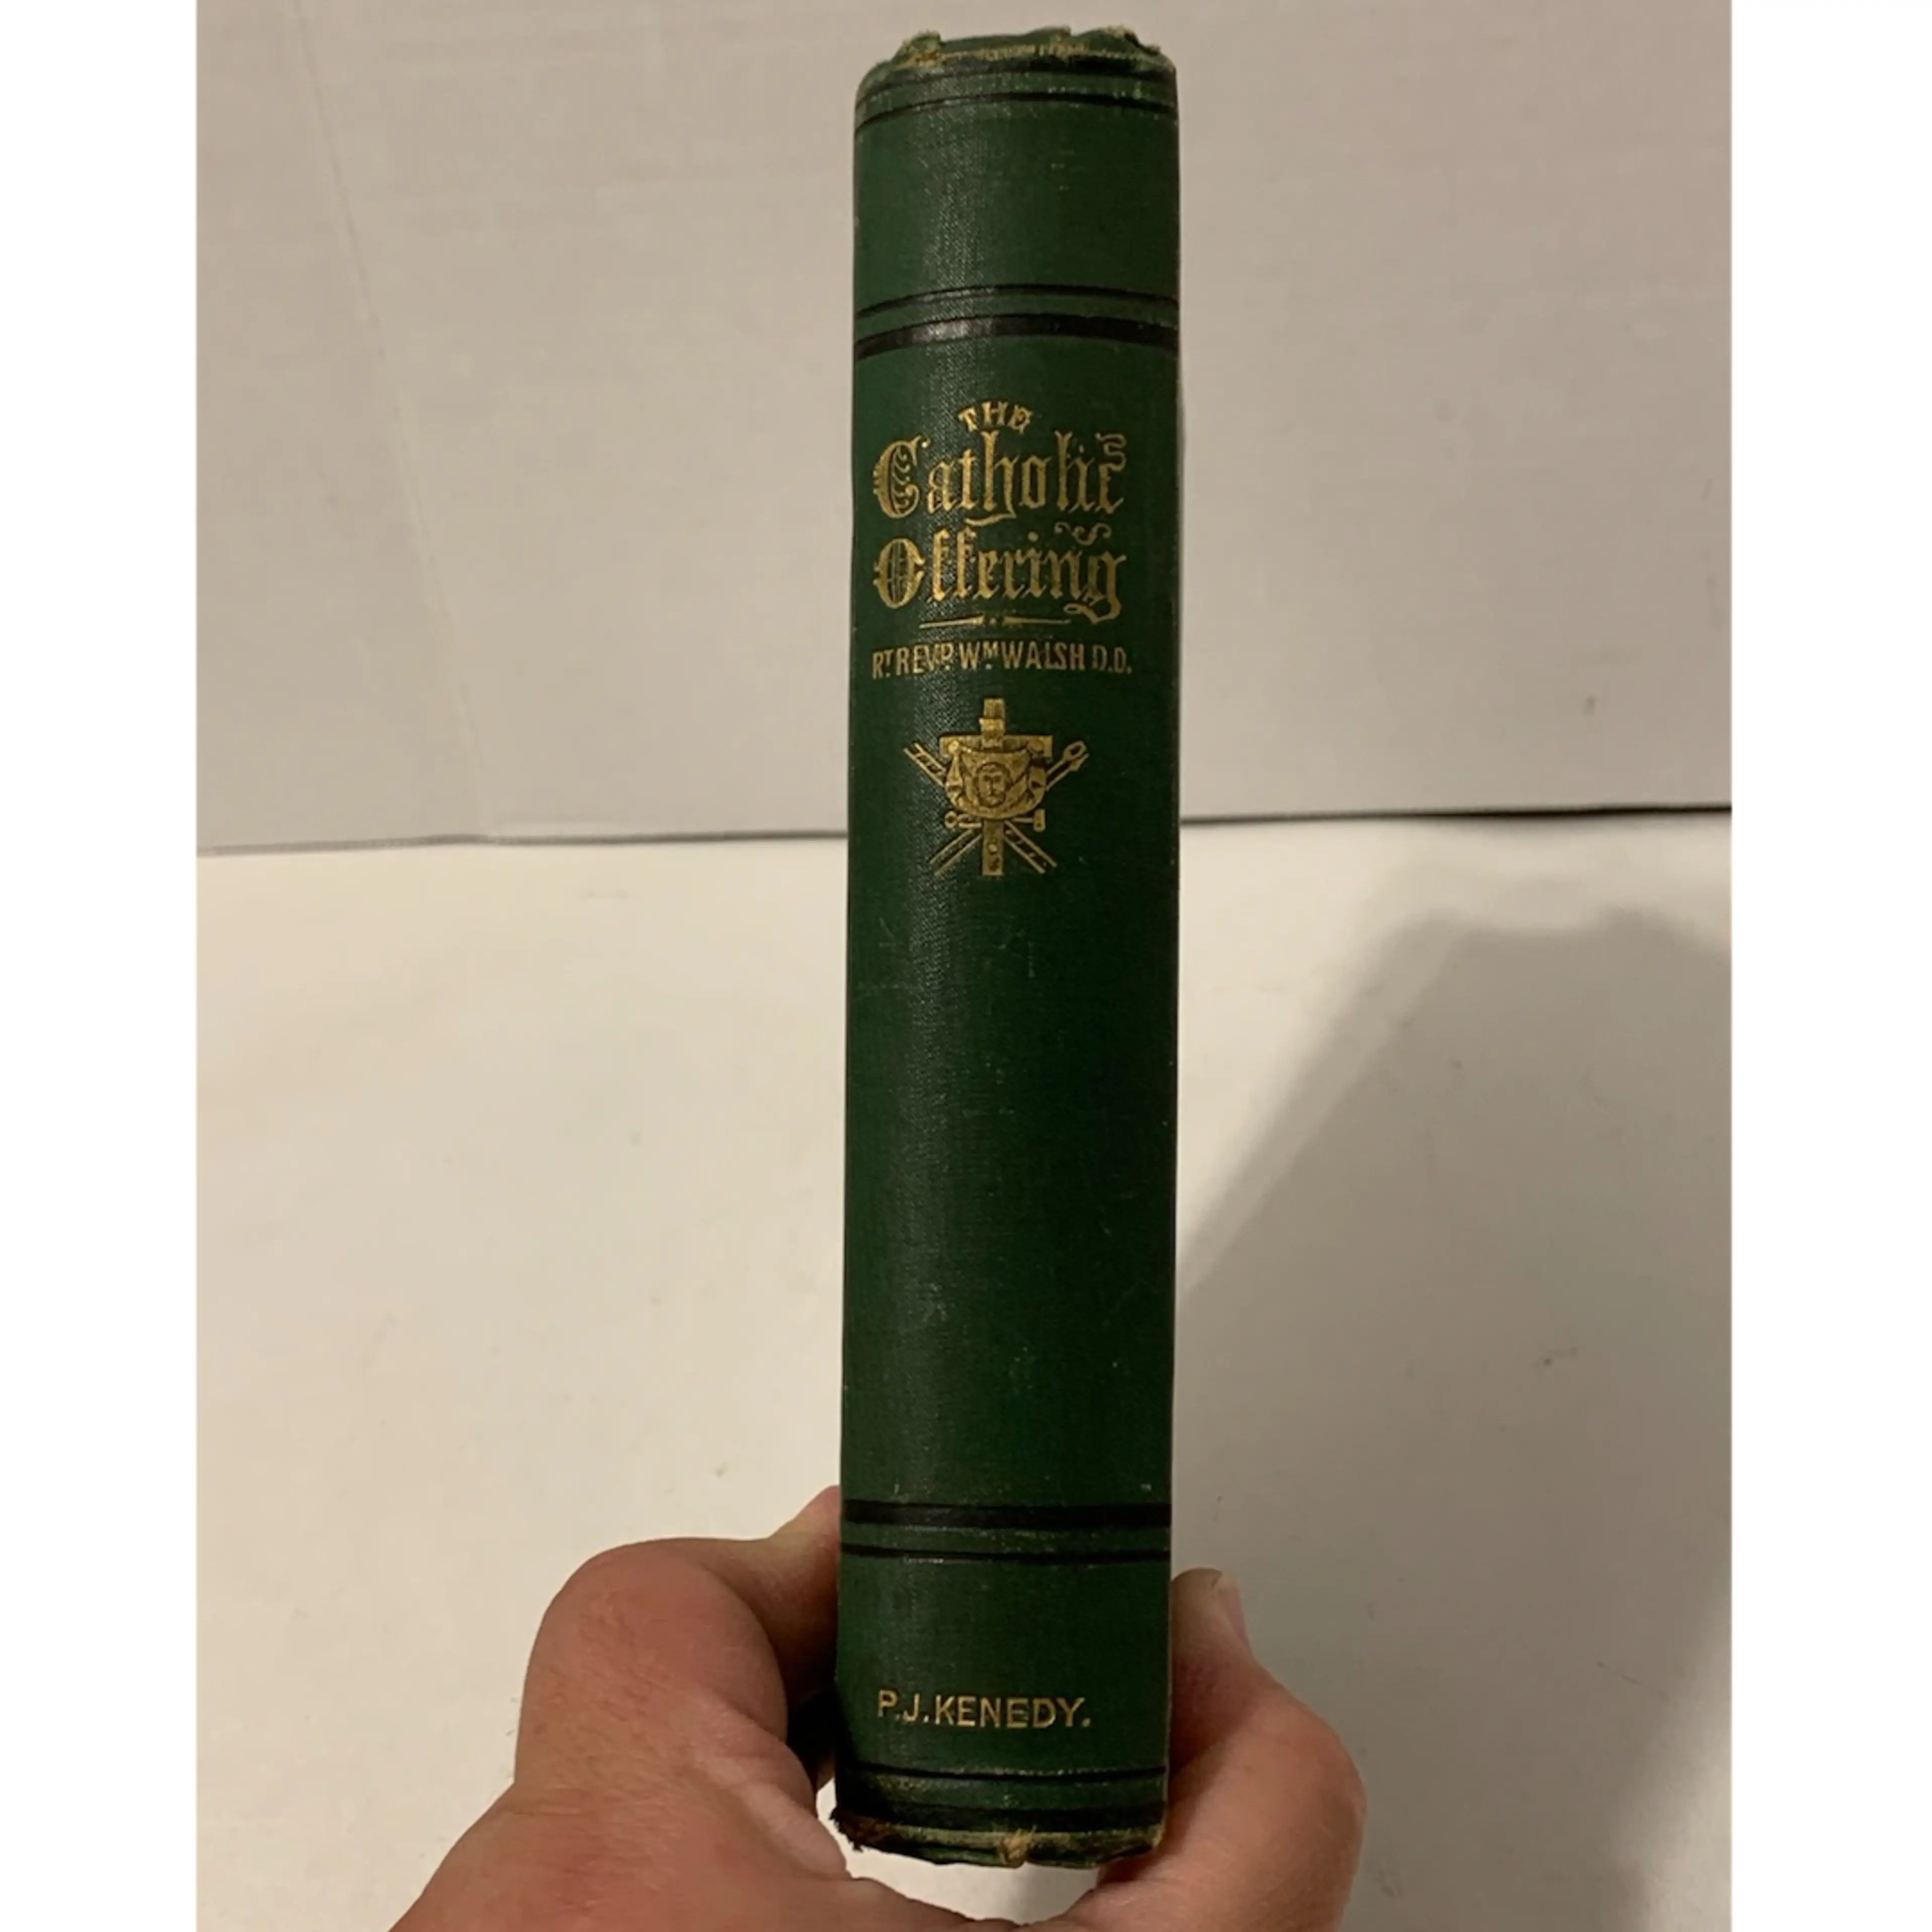 THE
Catholic
Offering
RT REVD WM WALSH D.D.
P.J. KENEDY.